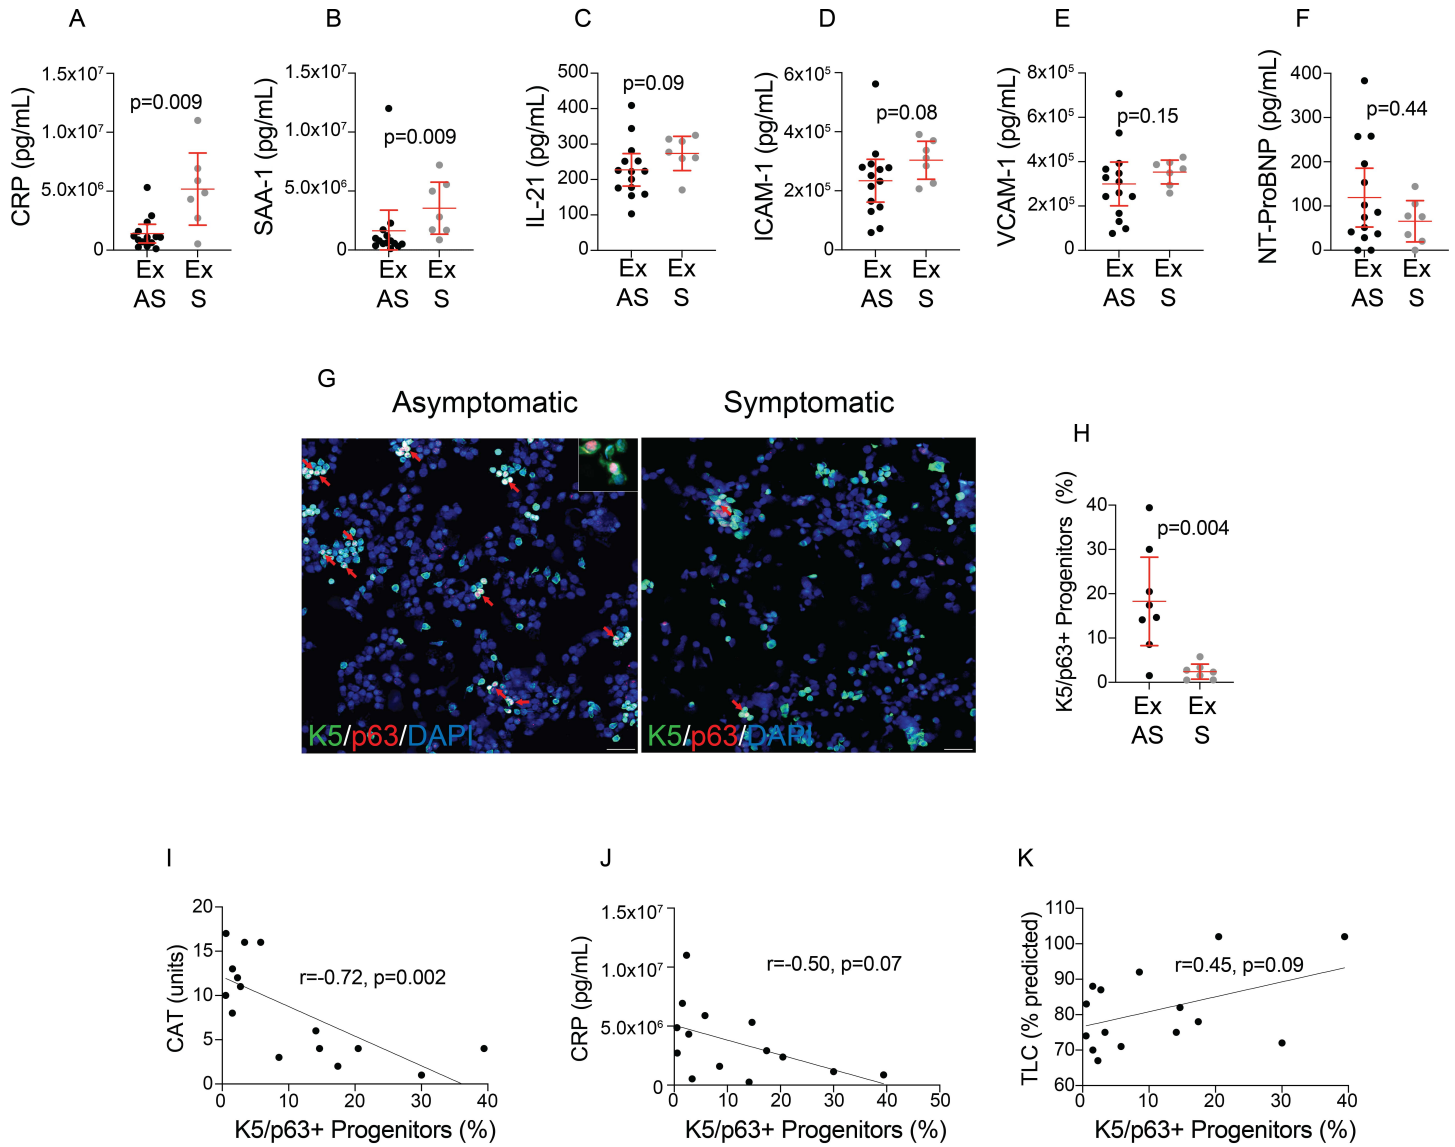 A
B
C
D
E
F
CRP (pg/mL)
1.5x10⁷
1.0x10⁷
5.0x10⁶
0
p=0.009
Ex
AS
Ex
S
SAA-1 (pg/mL)
1.5x10⁷
1.0x10⁷
5.0x10⁶
0
p=0.009
Ex
AS
Ex
S
IL-21 (pg/mL)
500
400
300
200
100
0
p=0.09
Ex
AS
Ex
S
ICAM-1 (pg/mL)
6x10⁵
4x10⁵
2x10⁵
0
p=0.08
Ex
AS
Ex
S
VCAM-1 (pg/mL)
8x10⁵
6x10⁵
4x10⁵
2x10⁵
0
p=0.15
Ex
AS
Ex
S
NT-ProBNP (pg/mL)
400
300
200
100
0
p=0.44
Ex
AS
Ex
S
G
Asymptomatic
Symptomatic
K5/p63/DAPI
K5/p63/DAPI
H
K5/p63+ Progenitors (%)
40
30
20
10
0
p=0.004
Ex
AS
Ex
S
I
CAT (units)
20
15
10
5
0
r=-0.72, p=0.002
0 10 20 30 40
K5/p63+ Progenitors (%)
J
CRP (pg/mL)
1.5x10⁷
1.0x10⁷
5.0x10⁶
0
r=-0.50, p=0.07
0 10 20 30 40 50
K5/p63+ Progenitors (%)
K
TLC (% predicted)
110
100
90
80
70
60
r=0.45, p=0.09
0 10 20 30 40
K5/p63+ Progenitors (%)